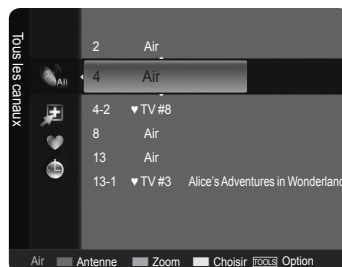 Tous les canaux
All
2 Air
4 Air
4-2 ♥ TV #8
8 Air
13 Air
13-1 ♥ TV #3 Alice's Adventures in Wonderland
Air Antenne Zoom Choisir TOOLS Option